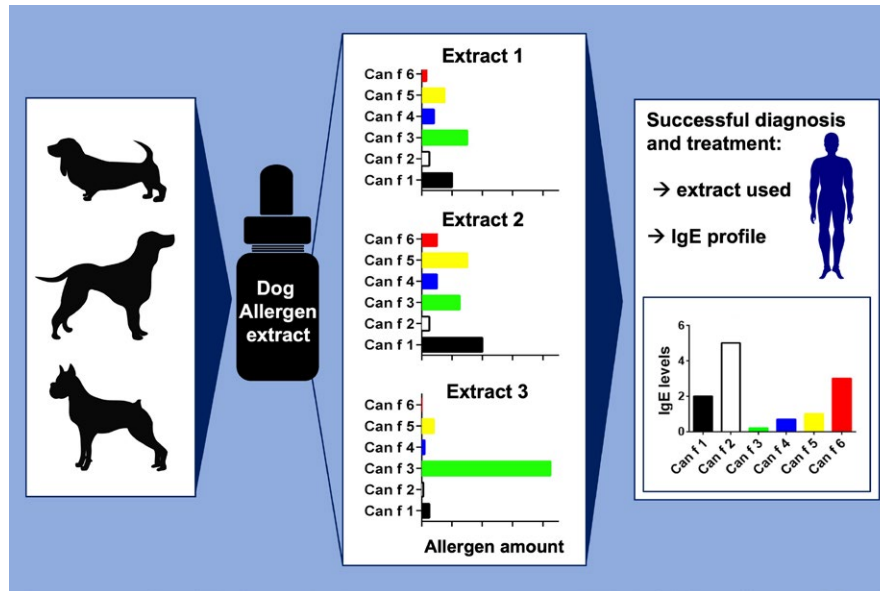 Dog
Allergen
extract
Extract 1
Can f 6
Can f 5
Can f 4
Can f 3
Can f 2
Can f 1
Extract 2
Can f 6
Can f 5
Can f 4
Can f 3
Can f 2
Can f 1
Extract 3
Can f 6
Can f 5
Can f 4
Can f 3
Can f 2
Can f 1
Allergen amount
Successful diagnosis
and treatment:
→ extract used
→ IgE profile
IgE levels
6
4
2
0
Can f 1
Can f 2
Can f 3
Can f 4
Can f 5
Can f 6